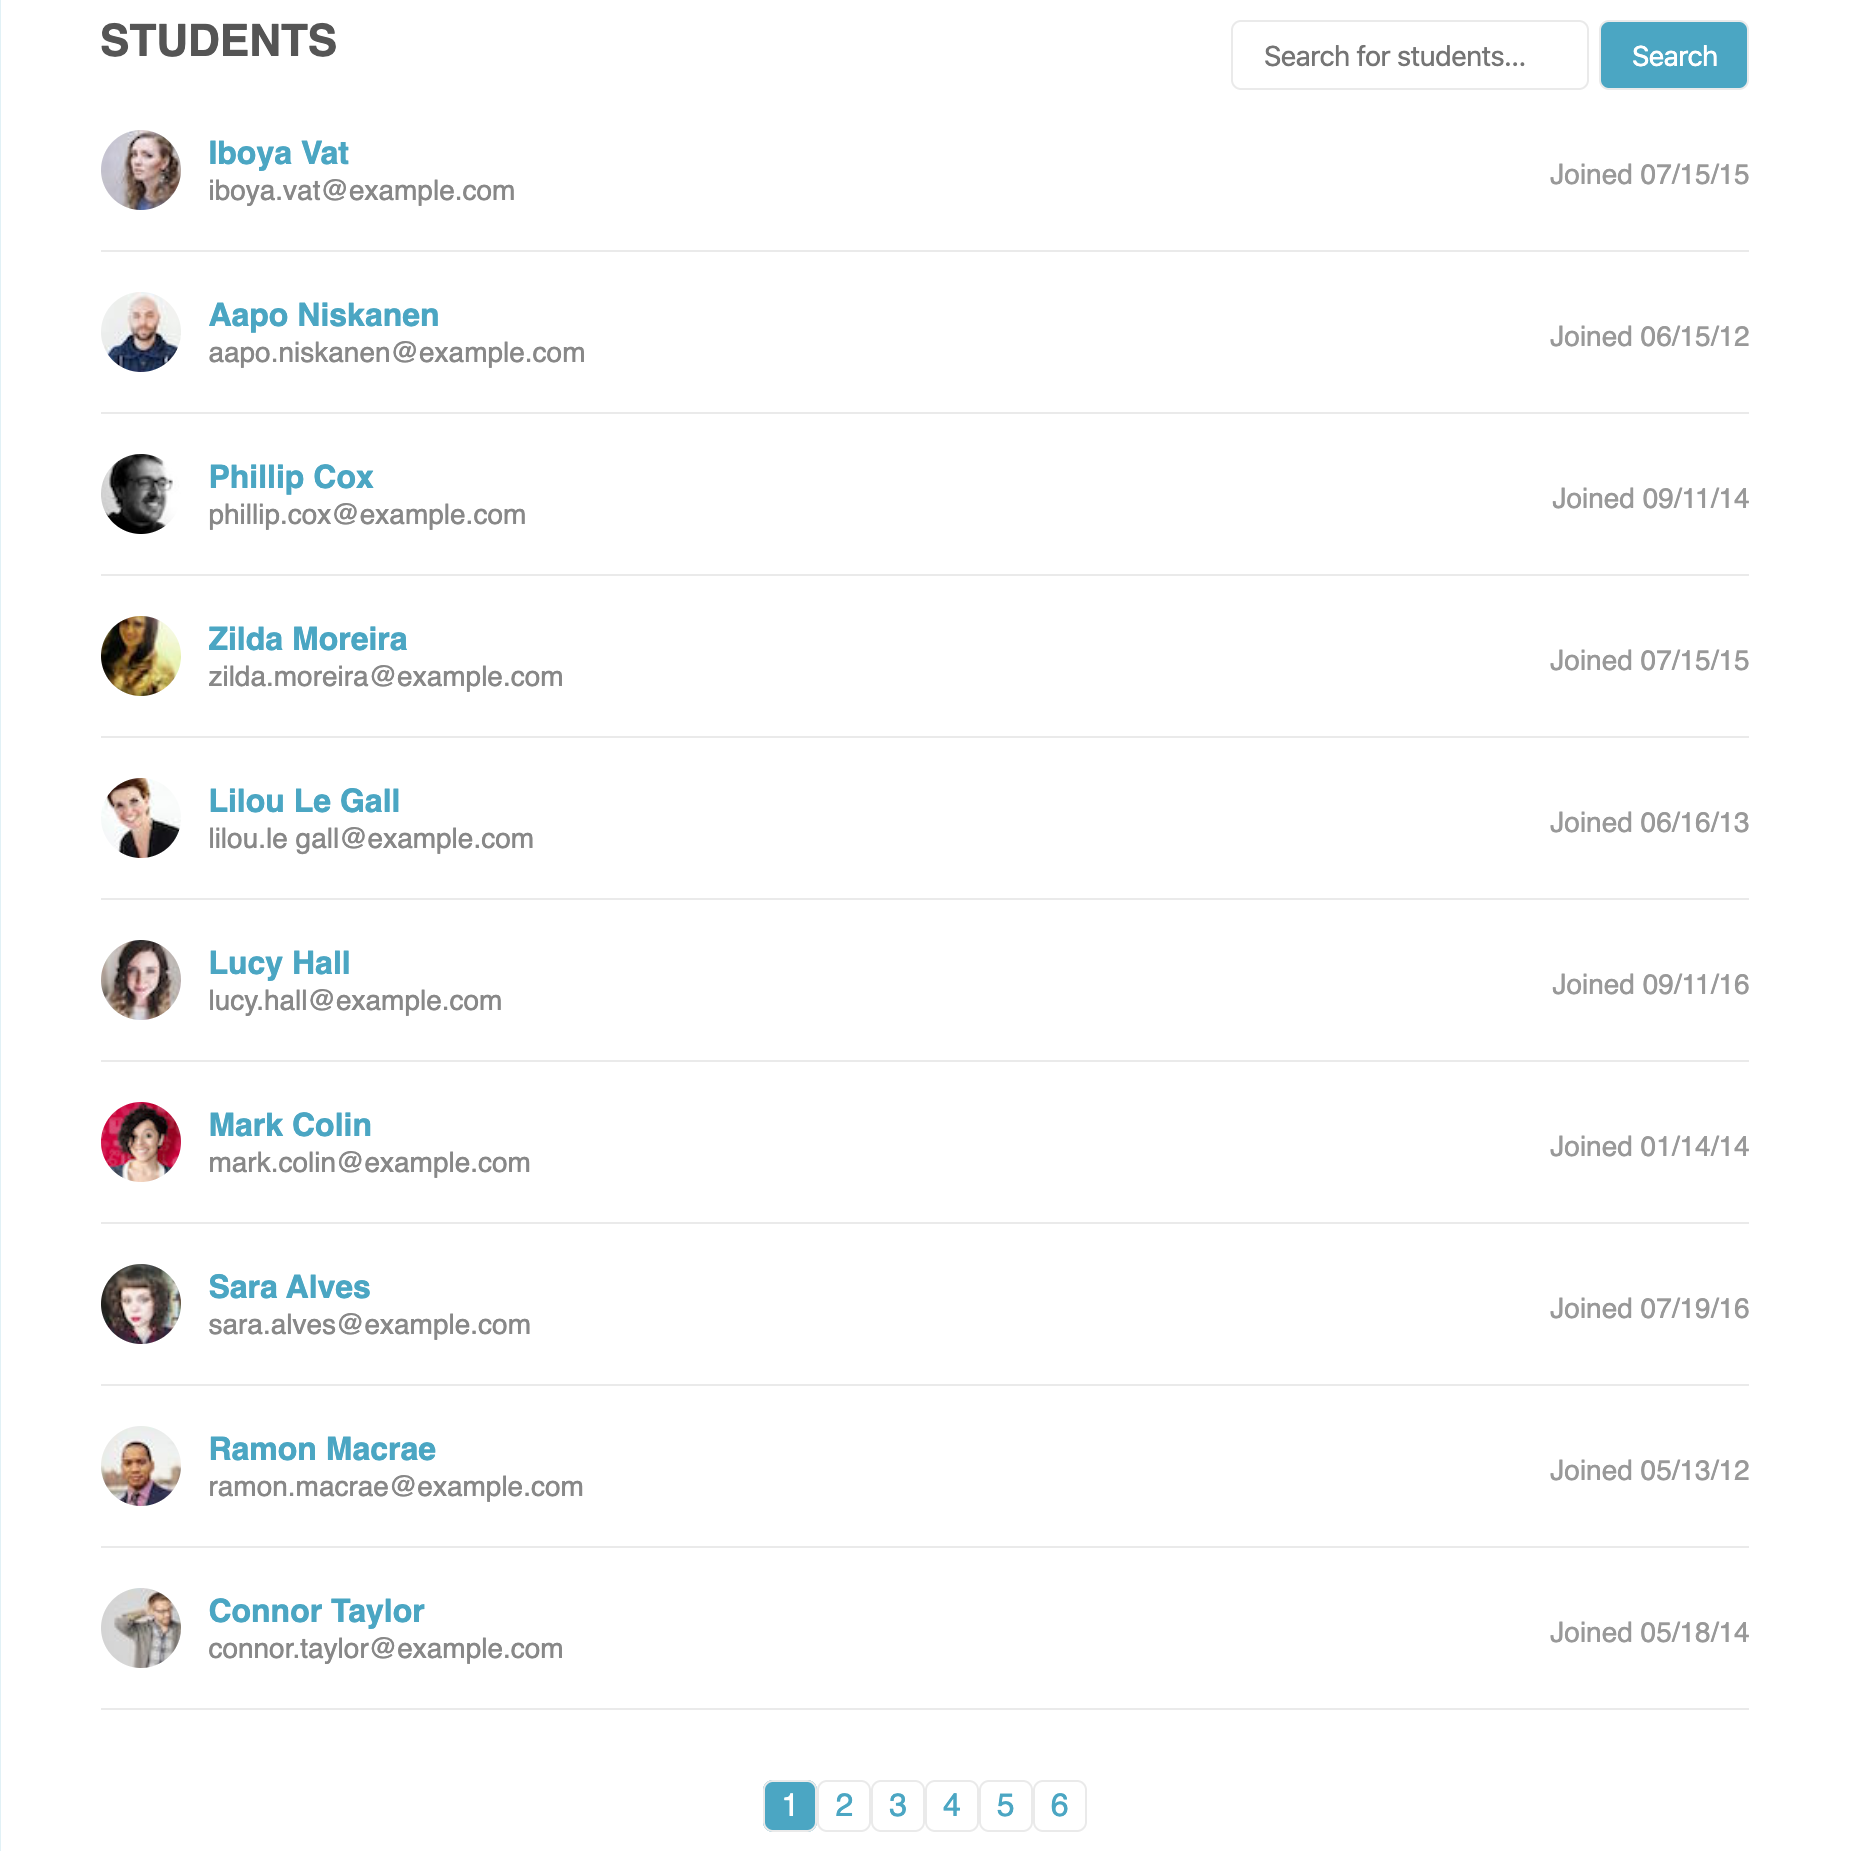 STUDENTS
Search for students...
Search
Iboya Vat
iboya.vat@example.com
Joined 07/15/15
Aapo Niskanen
aapo.niskanen@example.com
Joined 06/15/12
Phillip Cox
phillip.cox@example.com
Joined 09/11/14
Zilda Moreira
zilda.moreira@example.com
Joined 07/15/15
Lilou Le Gall
lilou.le gall@example.com
Joined 06/16/13
Lucy Hall
lucy.hall@example.com
Joined 09/11/16
Mark Colin
mark.colin@example.com
Joined 01/14/14
Sara Alves
sara.alves@example.com
Joined 07/19/16
Ramon Macrae
ramon.macrae@example.com
Joined 05/13/12
Connor Taylor
connor.taylor@example.com
Joined 05/18/14
1 2 3 4 5 6